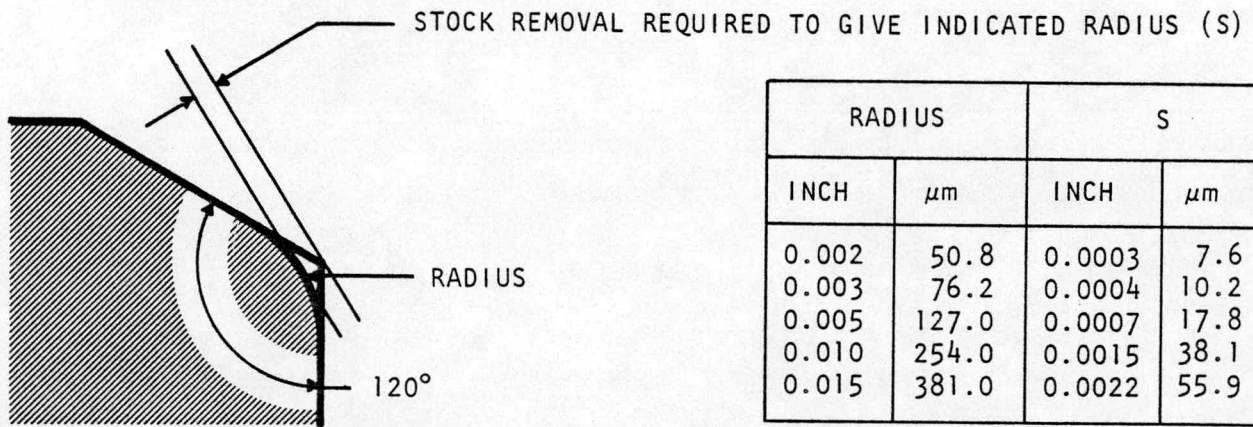 STOCK REMOVAL REQUIRED TO GIVE INDICATED RADIUS (S)
RADIUS
120°
RADIUS S
INCH μm INCH μm
0.002 50.8 0.0003 7.6
0.003 76.2 0.0004 10.2
0.005 127.0 0.0007 17.8
0.010 254.0 0.0015 38.1
0.015 381.0 0.0022 55.9